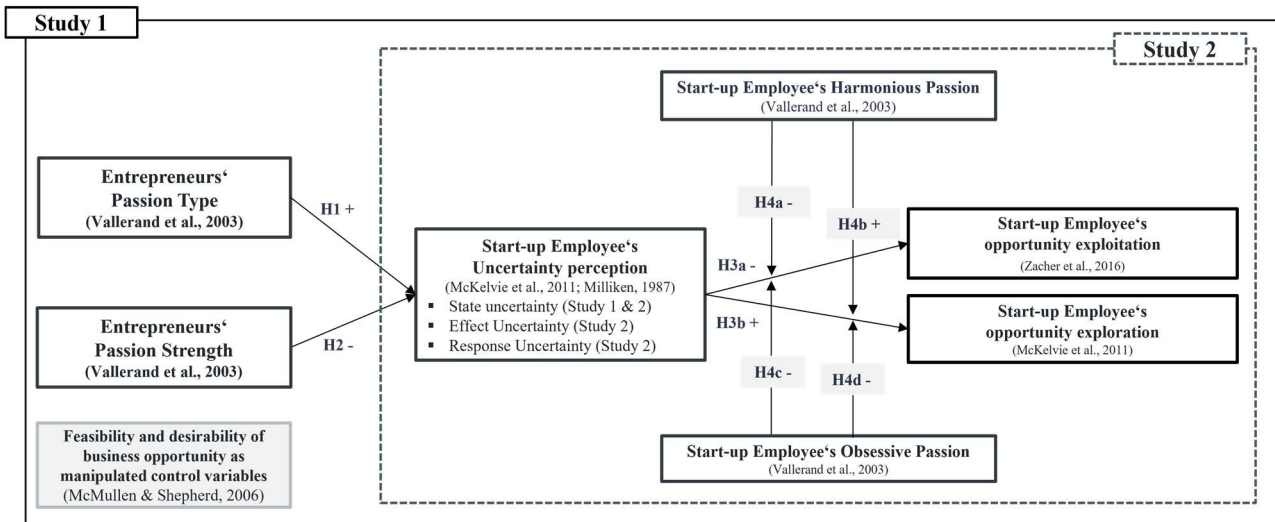 Study 1
Study 2
Start-up Employee‘s Harmonious Passion
(Vallerand et al., 2003)
Entrepreneurs‘
Passion Type
(Vallerand et al., 2003)
H1 +
H4a -
H4b +
Start-up Employee‘s
opportunity exploitation
(Zacher et al., 2016)
Start-up Employee‘s
Uncertainty perception
(McKelvie et al., 2011; Milliken, 1987)
▪ State uncertainty (Study 1 & 2)
▪ Effect Uncertainty (Study 2)
▪ Response Uncertainty (Study 2)
H3a -
H3b +
Start-up Employee‘s
opportunity exploration
(McKelvie et al., 2011)
Entrepreneurs‘
Passion Strength
(Vallerand et al., 2003)
H2 -
H4c -
H4d -
Feasibility and desirability of
business opportunity as
manipulated control variables
(McMullen & Shepherd, 2006)
Start-up Employee‘s Obsessive Passion
(Vallerand et al., 2003)